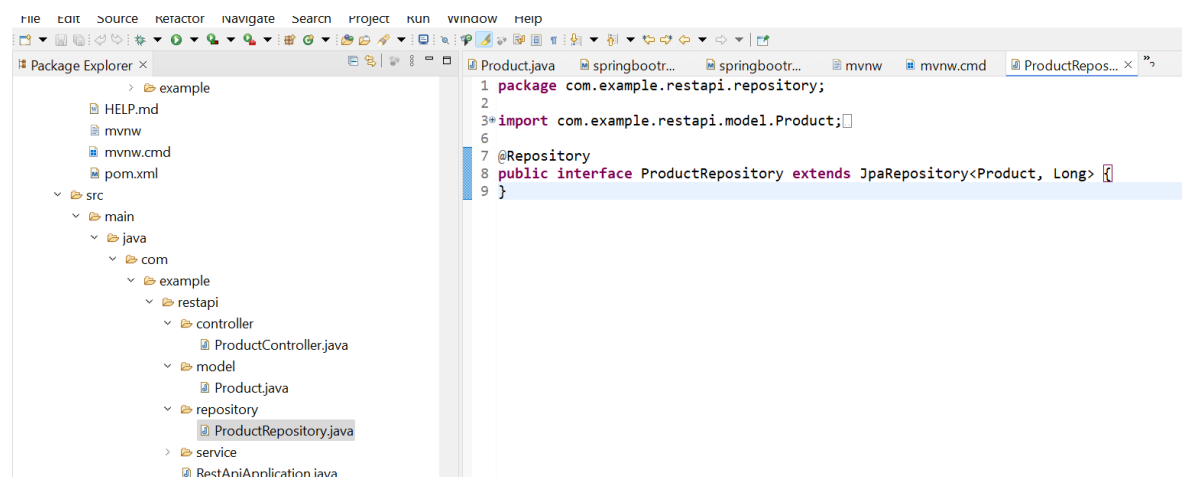 File Edit Source Refactor Navigate Search Project Run Window Help
Package Explorer
example
HELP.md
mvnw
mvnw.cmd
pom.xml
src
main
java
com
example
restapi
controller
ProductController.java
model
Product.java
repository
ProductRepository.java
service
RestApiApplication.java
Product.java springbootr... springbootr... mvnw mvnw.cmd ProductRepos...
1 package com.example.restapi.repository;
2
3 import com.example.restapi.model.Product;
6
7 @Repository
8 public interface ProductRepository extends JpaRepository<Product, Long> {
9 }